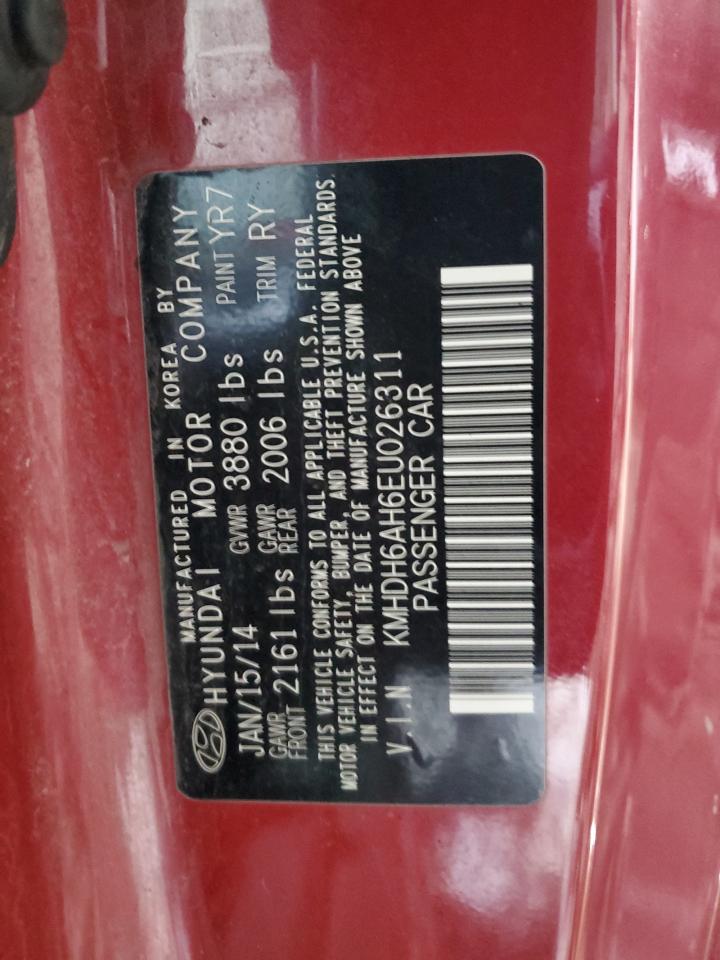 MANUFACTURED IN KOREA BY
HYUNDAI MOTOR COMPANY
JAN/15/14 GVWR 3880 lbs PAINT YR7
GAWR FRONT 2161 lbs GAWR REAR 2006 lbs TRIM RY
THIS VEHICLE CONFORMS TO ALL APPLICABLE U.S.A. FEDERAL
MOTOR VEHICLE SAFETY, BUMPER, AND THEFT PREVENTION STANDARDS
IN EFFECT ON THE DATE OF MANUFACTURE SHOWN ABOVE
V.I.N KMHDH6AH6EU026311
PASSENGER CAR